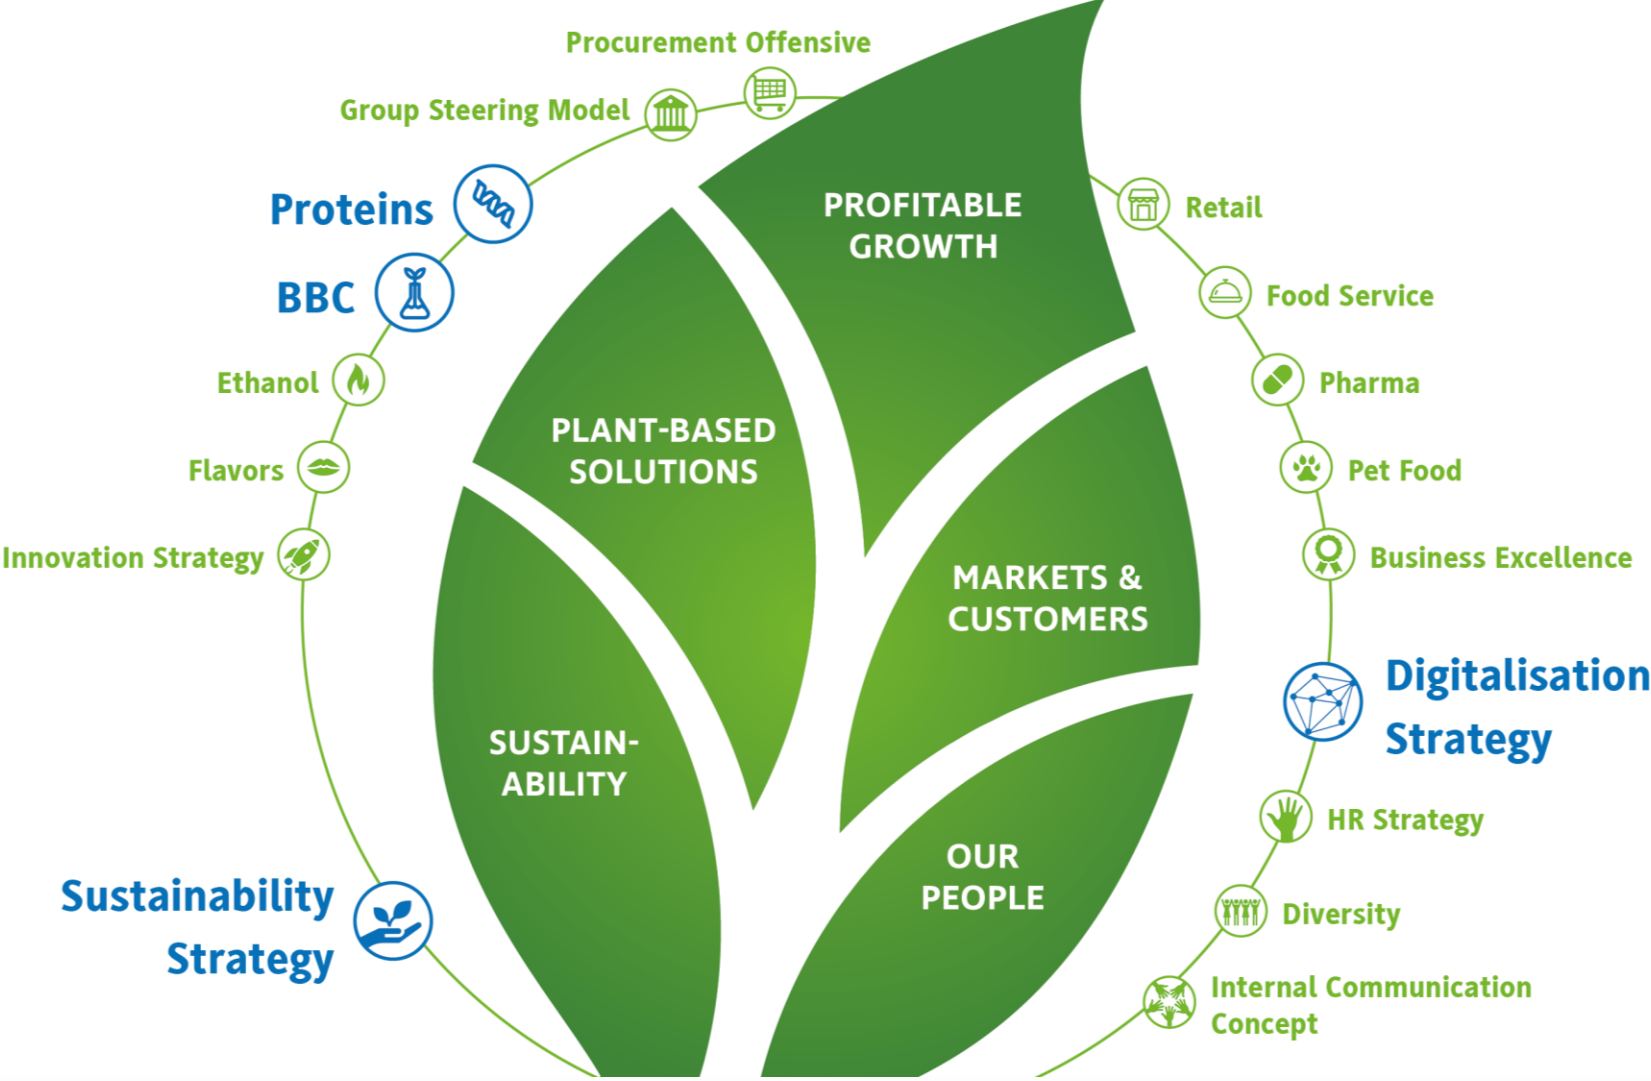 Procurement Offensive
Group Steering Model
Proteins
BBC
Ethanol
Flavors
Innovation Strategy
Sustainability
Strategy
PROFITABLE
GROWTH
PLANT-BASED
SOLUTIONS
MARKETS &
CUSTOMERS
SUSTAIN-
ABILITY
OUR
PEOPLE
Retail
Food Service
Pharma
Pet Food
Business Excellence
Digitalisation
Strategy
HR Strategy
Diversity
Internal Communication
Concept